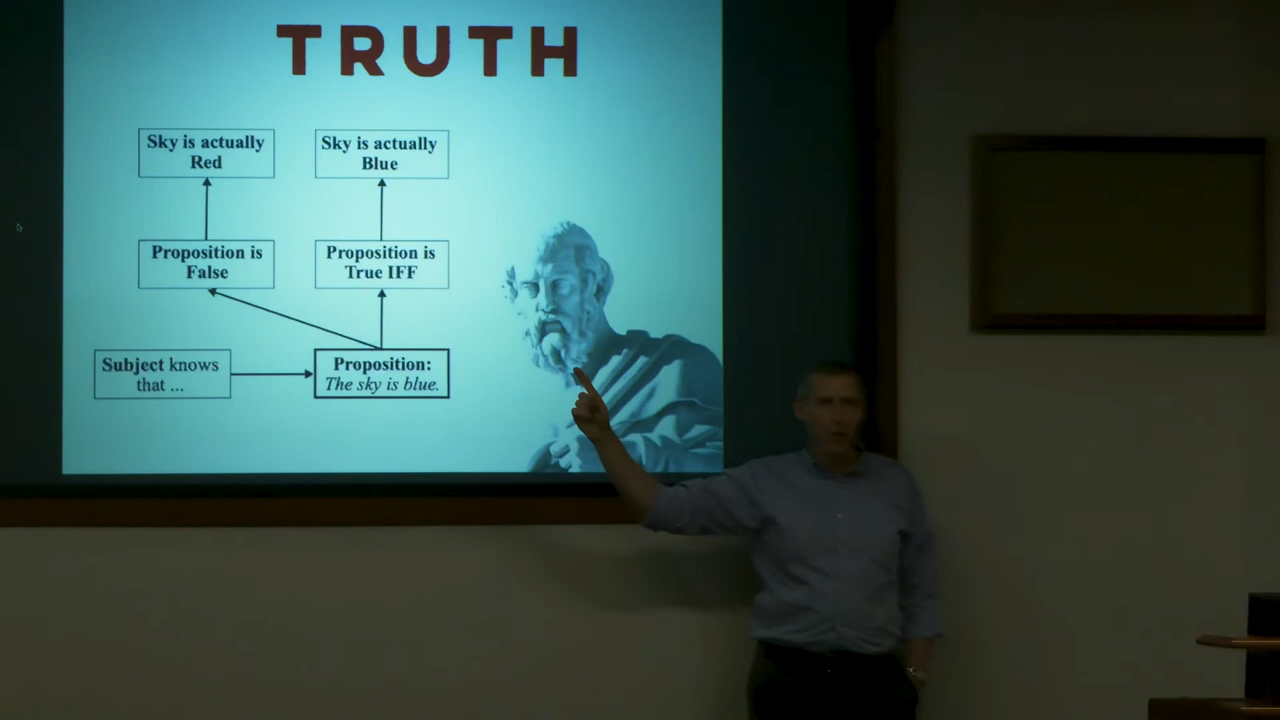 TRUTH
Sky is actually
Red
Sky is actually
Blue
Proposition is
False
Proposition is
True IFF
Subject knows
that ...
Proposition:
The sky is blue.